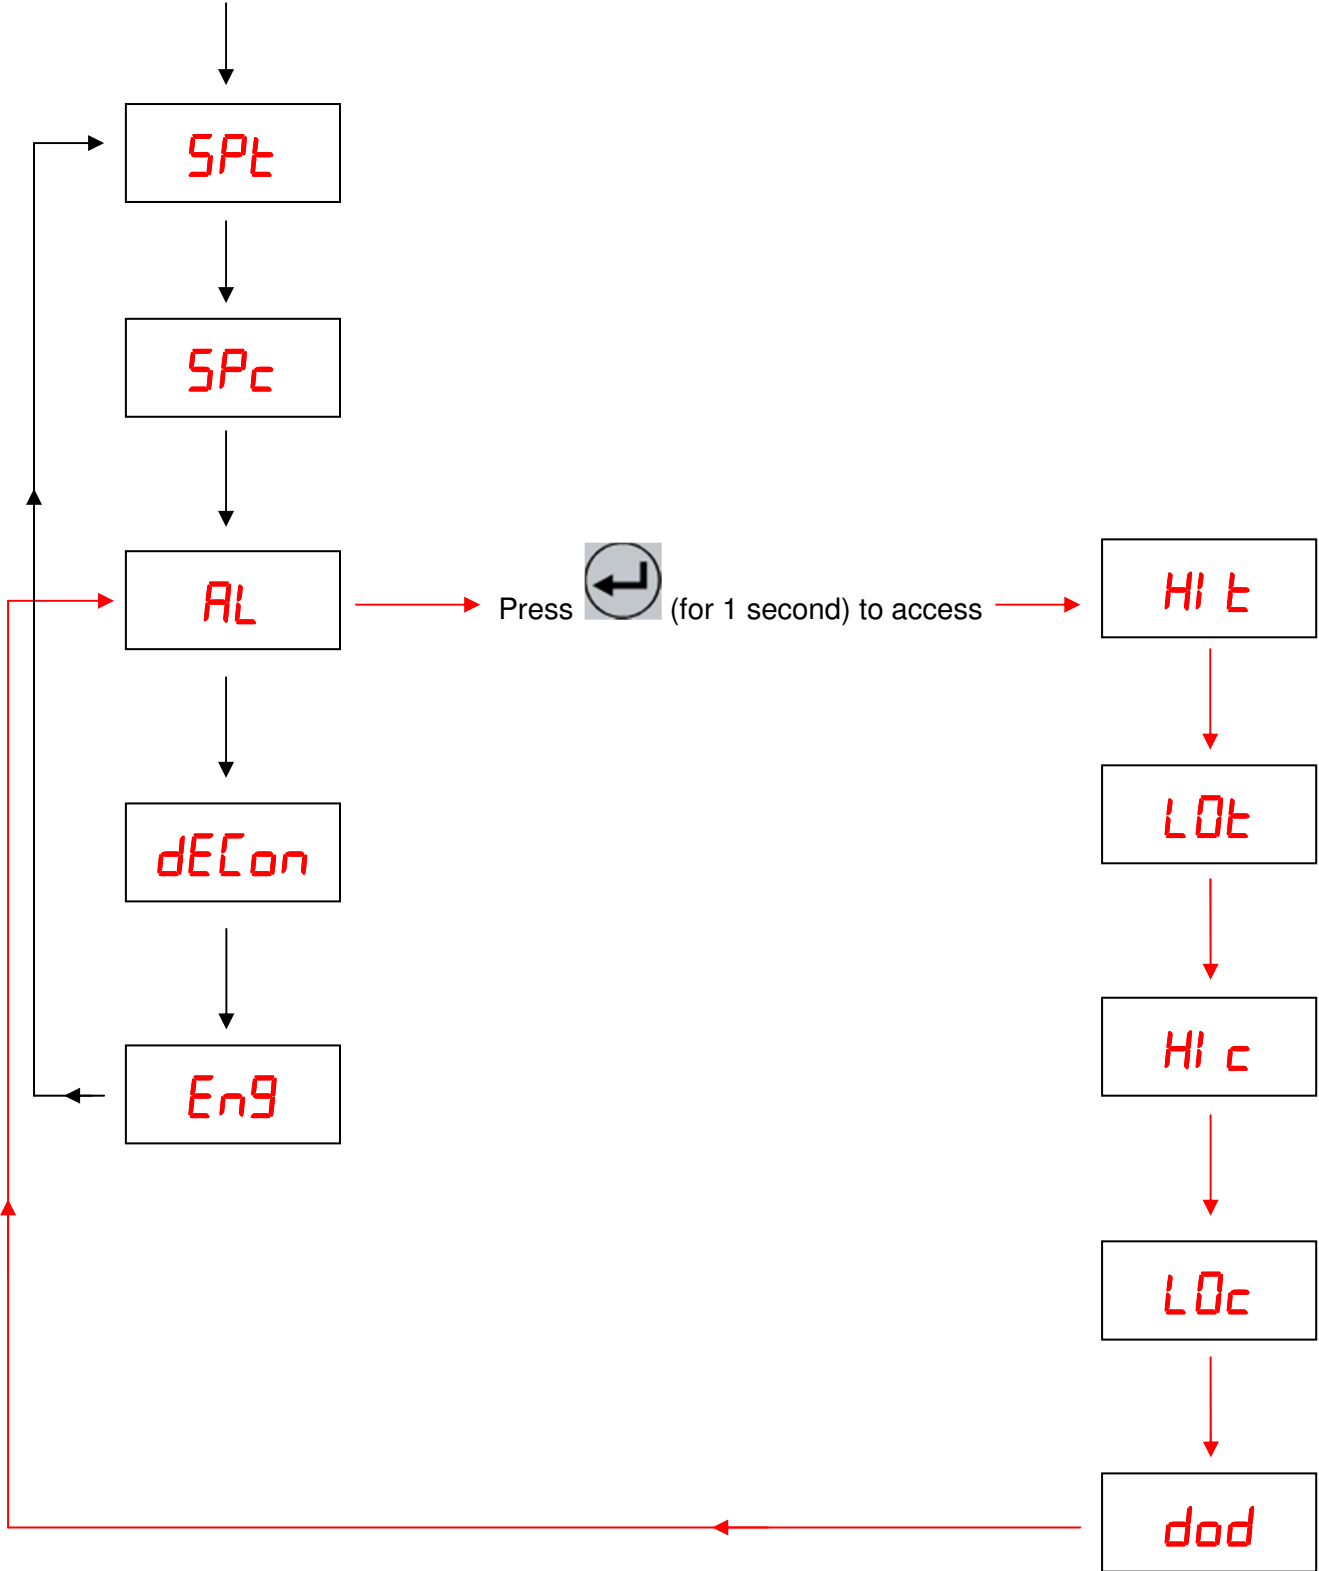 SPt
SPc
AL
Press (for 1 second) to access
HI t
LOt
dECon
HI c
Eng
LOc
dod